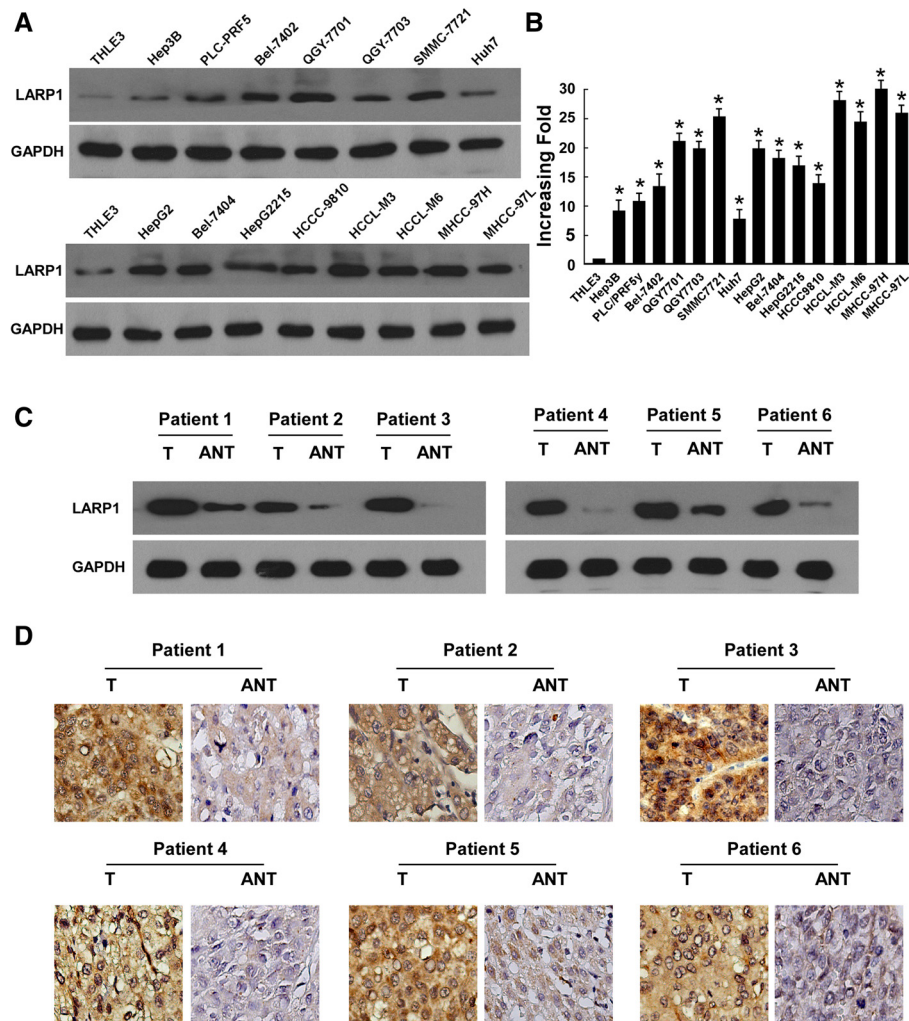 A
THLE3 Hep3B PLC-PRF5 Bel-7402 QGY-7701 QGY-7703 SMMC-7721 Huh7
LARP1
GAPDH
THLE3 HepG2 Bel-7404 HepG2215 HCCC-9810 HCCL-M3 HCCL-M6 MHCC-97H MHCC-97L
LARP1
GAPDH
B
Increasing Fold
30
25
20
15
10
5
0
* * * * * * * * * * * * * * *
THLE3 Hep3B PLC/PRF5y Bel-7402 QGY7701 QGY7703 SMMC7721 Huh7 HepG2 Bel-7404 HepG2215 HCCC9810 HCCL-M3 HCCL-M6 MHCC-97H MHCC-97L
C
Patient 1 Patient 2 Patient 3 Patient 4 Patient 5 Patient 6
T ANT T ANT T ANT T ANT T ANT T ANT
LARP1
GAPDH
D
Patient 1 Patient 2 Patient 3
T ANT T ANT T ANT
Patient 4 Patient 5 Patient 6
T ANT T ANT T ANT